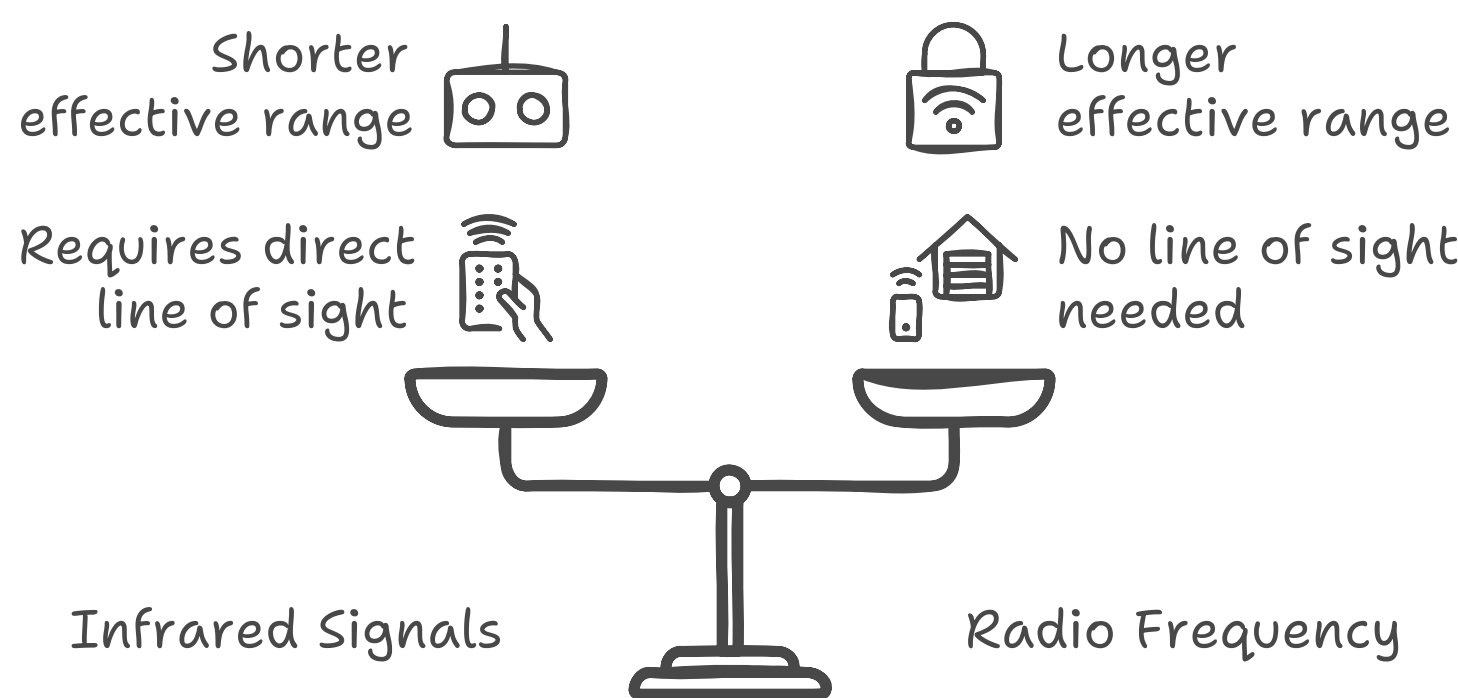 Shorter
effective range
Longer
effective range
Requires direct
line of sight
No line of sight
needed
Infrared Signals
Radio Frequency